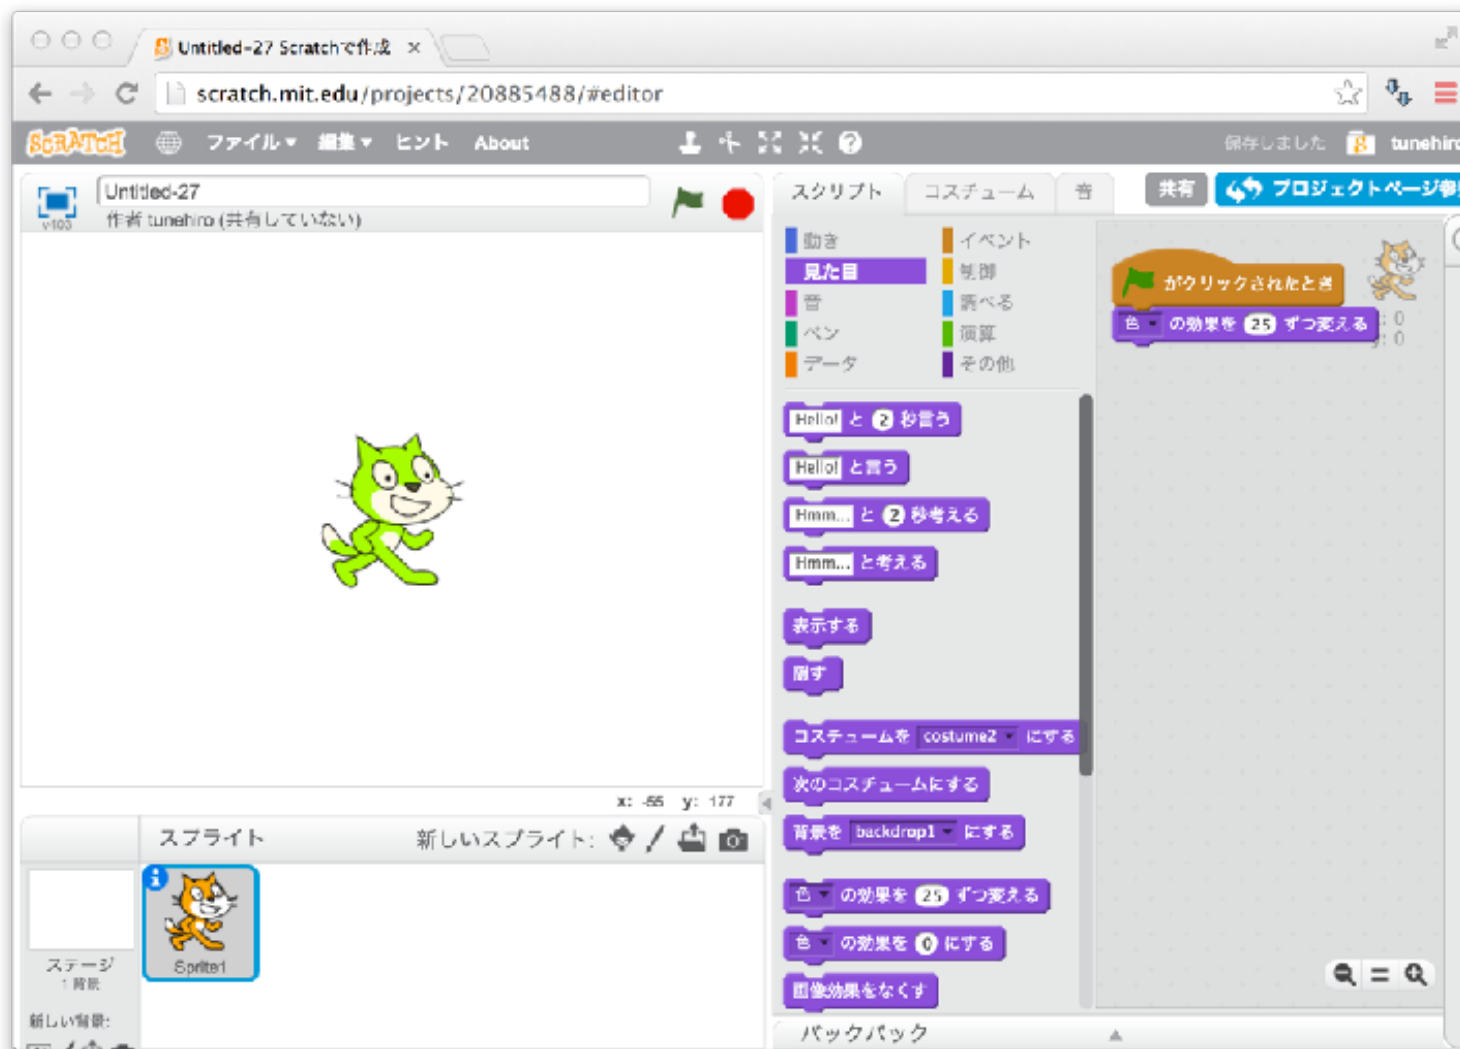 Untitled-27 Scratchで作成 ×
scratch.mit.edu/projects/20885488/#editor
SCRATCH ファイル▼ 編集▼ ヒント About 保存しました tunehiro
Untitled-27
v403
作者 tunehiro (共有していない)
スクリプト コスチューム 音 共有 プロジェクトページ参
動き イベント
見た目 制御
音 調べる
ペン 演算
データ その他
がクリックされたとき
色 の効果を 25 ずつ変える
: 0
y: 0
Hello! と 2 秒言う
Hello! と言う
Hmm... と 2 秒考える
Hmm... と考える
表示する
隠す
コスチュームを costume2 にする
次のコスチュームにする
背景を backdrop1 にする
色 の効果を 25 ずつ変える
色 の効果を 0 にする
画像効果をなくす
x: -55 y: 177
スプライト 新しいスプライト:
Sprite1
ステージ
1 背景
新しい背景:
バックパック